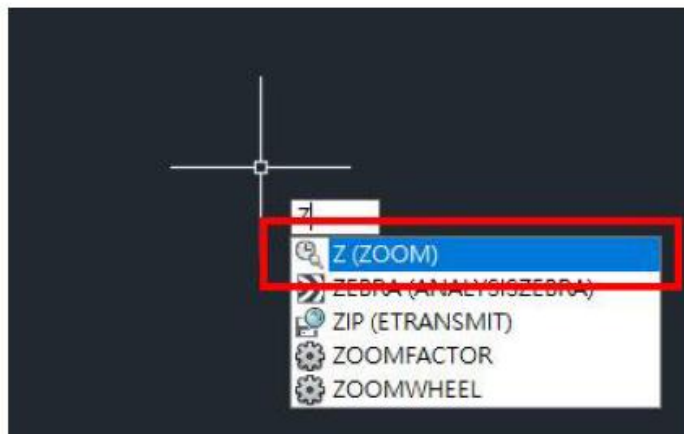 Z
Z (ZOOM)
ZEBRA (ANALYSISZEBRA)
ZIP (ETRANSMIT)
ZOOMFACTOR
ZOOMWHEEL